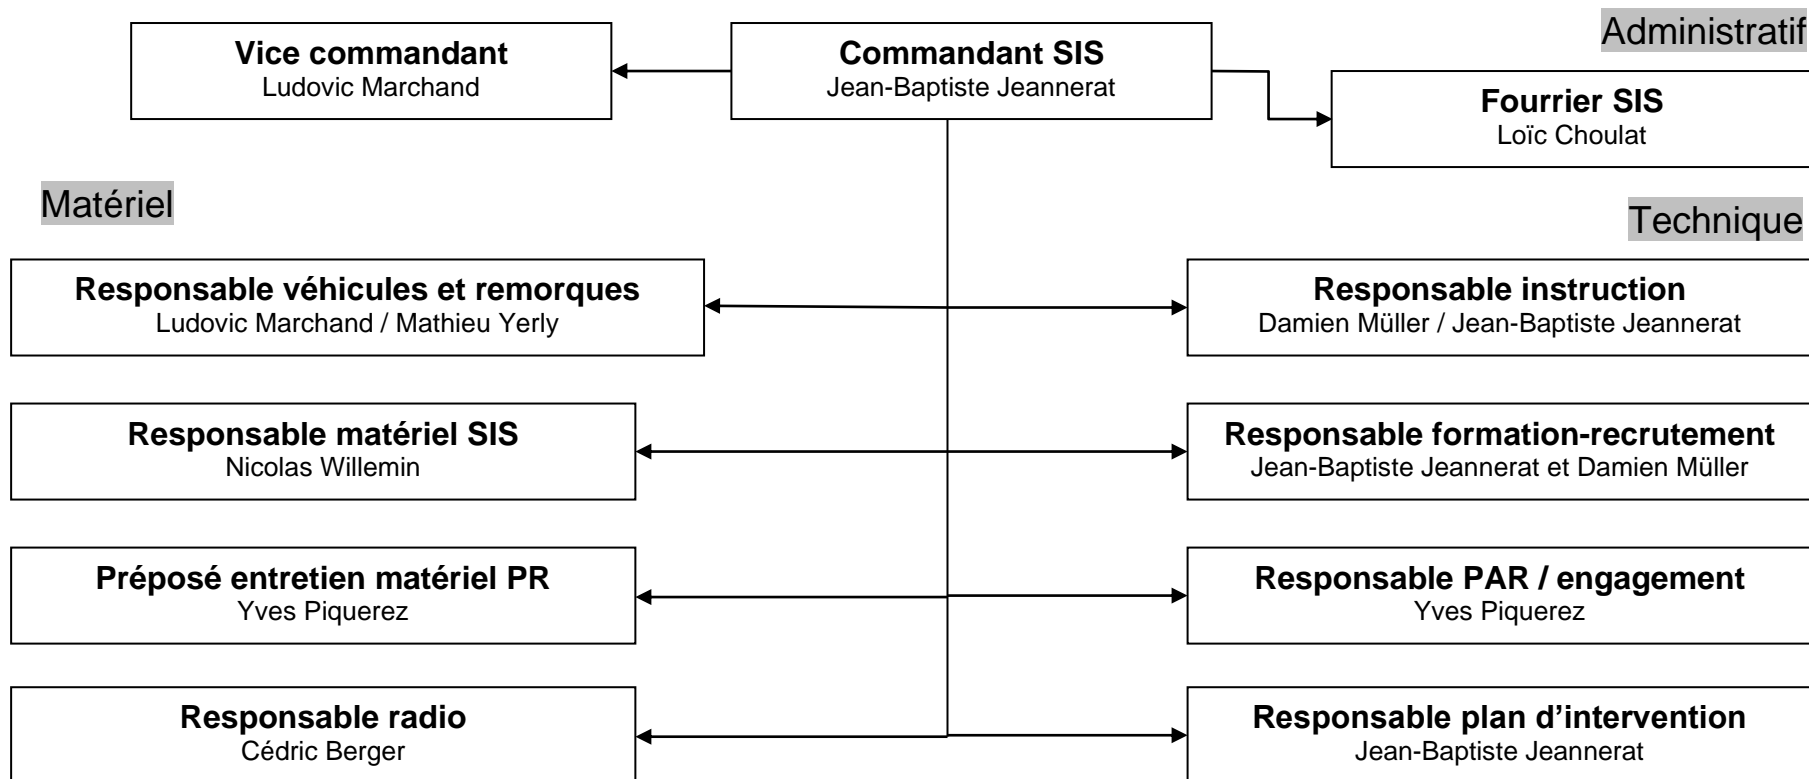 Administratif
Vice commandant
Ludovic Marchand
Commandant SIS
Jean-Baptiste Jeannerat
Fourrier SIS
Loïc Choulat
Matériel
Technique
Responsable véhicules et remorques
Ludovic Marchand / Mathieu Yerly
Responsable instruction
Damien Müller / Jean-Baptiste Jeannerat
Responsable matériel SIS
Nicolas Willemin
Responsable formation-recrutement
Jean-Baptiste Jeannerat et Damien Müller
Préposé entretien matériel PR
Yves Piquerez
Responsable PAR / engagement
Yves Piquerez
Responsable radio
Cédric Berger
Responsable plan d’intervention
Jean-Baptiste Jeannerat